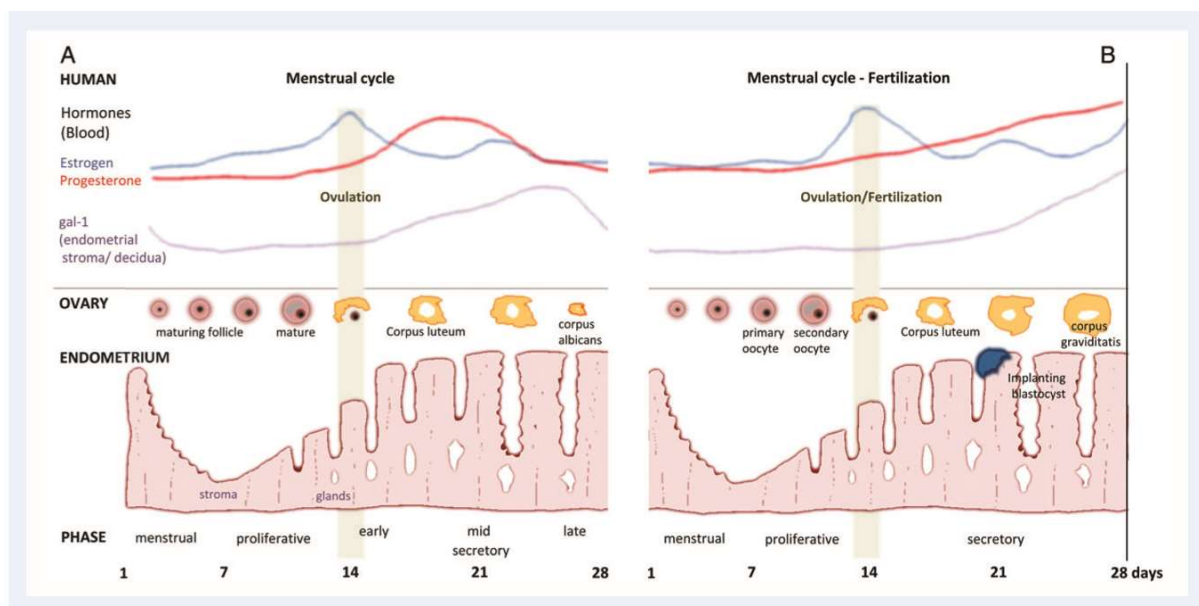 A
B
HUMAN
Menstrual cycle
Menstrual cycle - Fertilization
Hormones
(Blood)
Estrogen
Progesterone
Ovulation
Ovulation/Fertilization
gal-1
(endometrial
stroma/ decidua)
OVARY
maturing follicle
mature
Corpus luteum
corpus
albicans
primary
oocyte
secondary
oocyte
Corpus luteum
corpus
graviditatis
ENDOMETRIUM
Implanting
blastocyst
stroma
glands
PHASE
menstrual
proliferative
early
mid
secretory
late
menstrual
proliferative
secretory
1 7 14 21 28
1 7 14 21 28 days